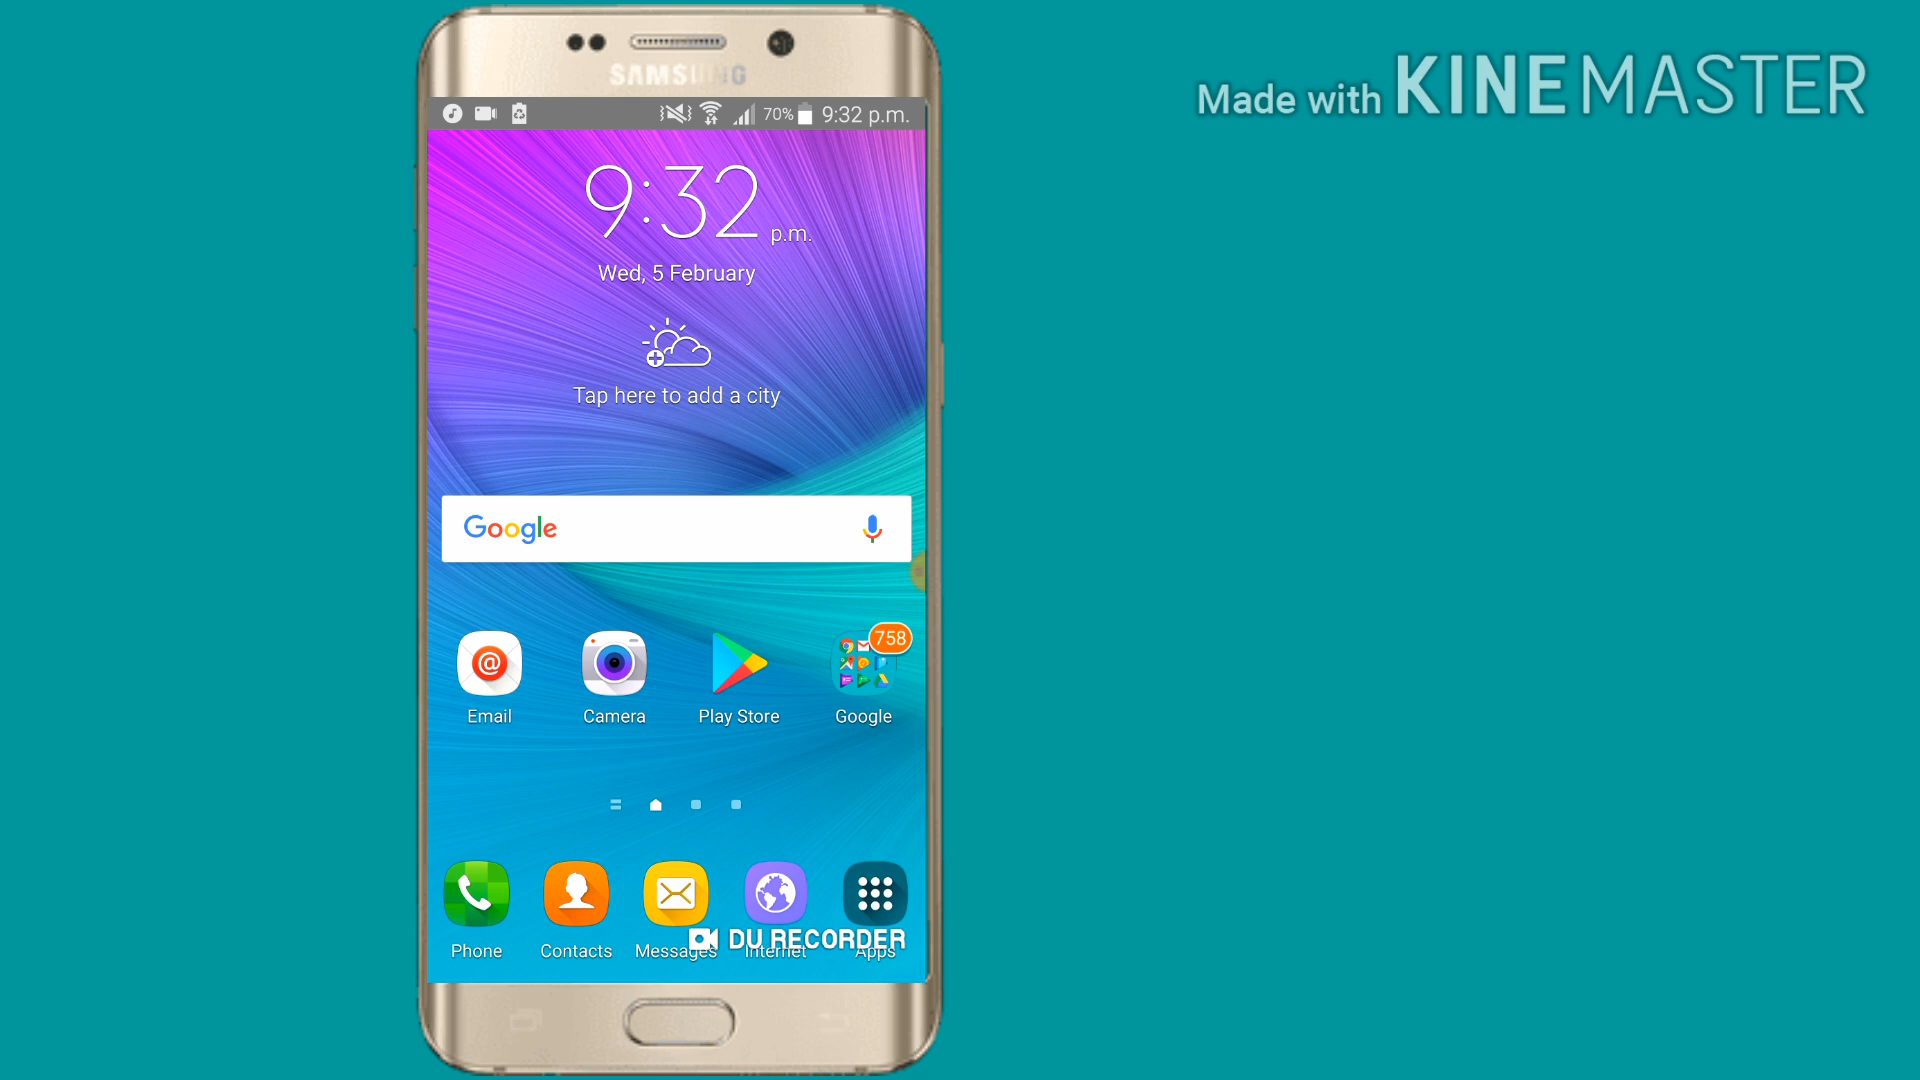 SAMSUNG
Made with KINEMASTER
70% 9:32 p.m.
9:32 p.m.
Wed, 5 February
Tap here to add a city
Google
758
Email Camera Play Store Google
DU RECORDER
Phone Contacts Messages Internet Apps